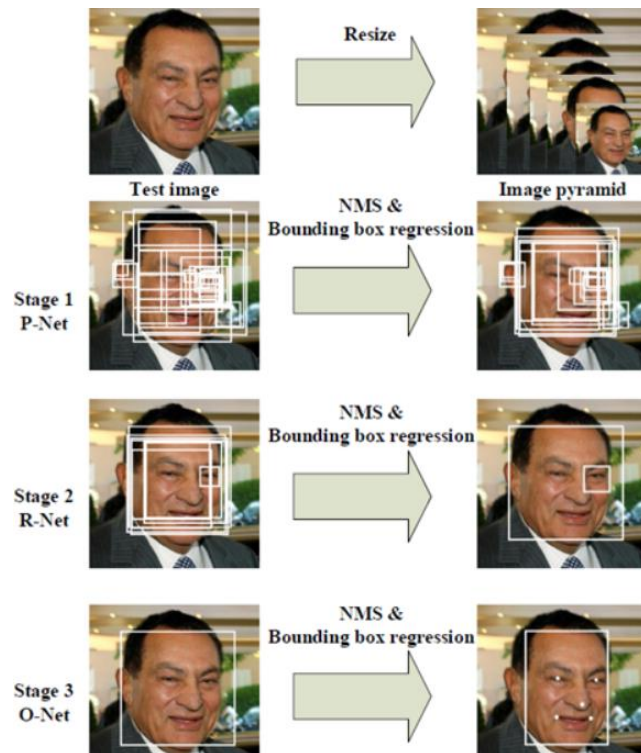 Resize
Test image
Image pyramid
NMS &
Bounding box regression
Stage 1
P-Net
NMS &
Bounding box regression
Stage 2
R-Net
NMS &
Bounding box regression
Stage 3
O-Net